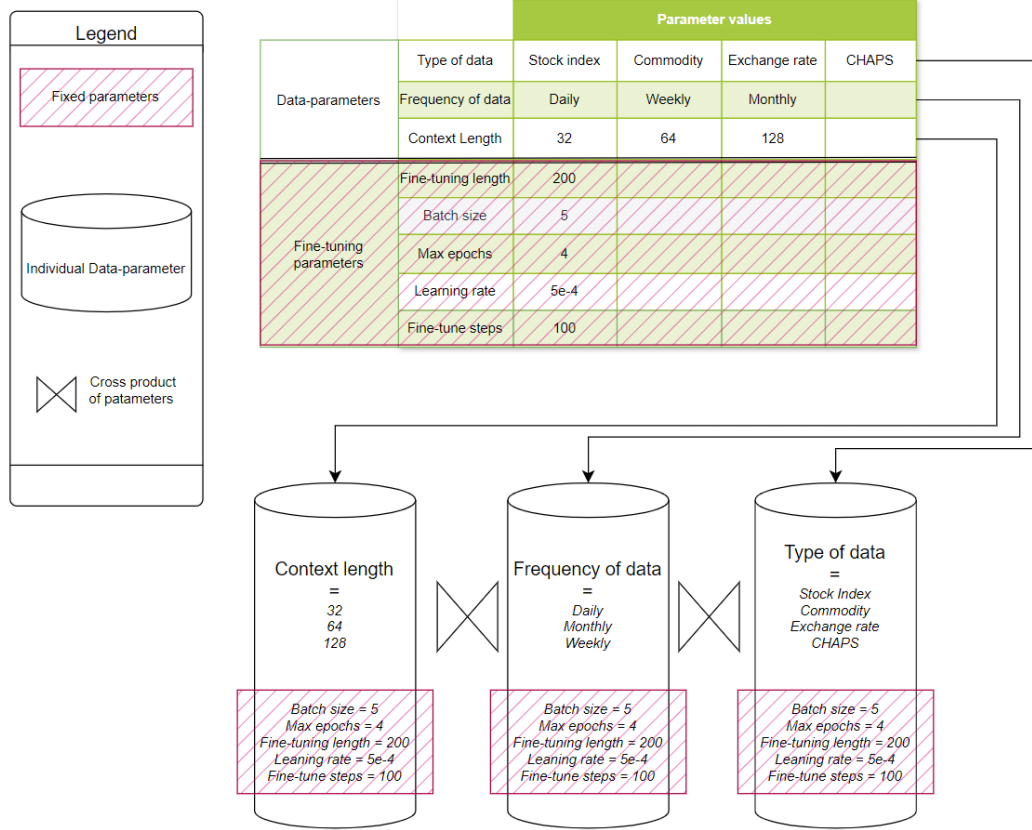 Legend
Fixed parameters
Individual Data-parameter
Cross product
of patameters
Parameter values
Data-parameters
Type of data Stock index Commodity Exchange rate CHAPS
Frequency of data Daily Weekly Monthly
Context Length 32 64 128
Fine-tuning
parameters
Fine-tuning length 200
Batch size 5
Max epochs 4
Learning rate 5e-4
Fine-tune steps 100
Context length
=
32
64
128
Batch size = 5
Max epochs = 4
Fine-tuning length = 200
Leaning rate = 5e-4
Fine-tune steps = 100
Frequency of data
=
Daily
Monthly
Weekly
Batch size = 5
Max epochs = 4
Fine-tuning length = 200
Leaning rate = 5e-4
Fine-tune steps = 100
Type of data
=
Stock Index
Commodity
Exchange rate
CHAPS
Batch size = 5
Max epochs = 4
Fine-tuning length = 200
Leaning rate = 5e-4
Fine-tune steps = 100